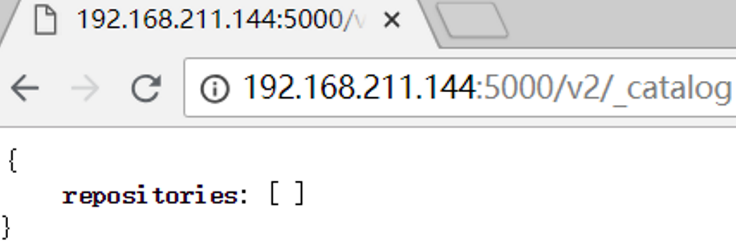 192.168.211.144:5000/v
192.168.211.144:5000/v2/_catalog
{
repositories: [ ]
}